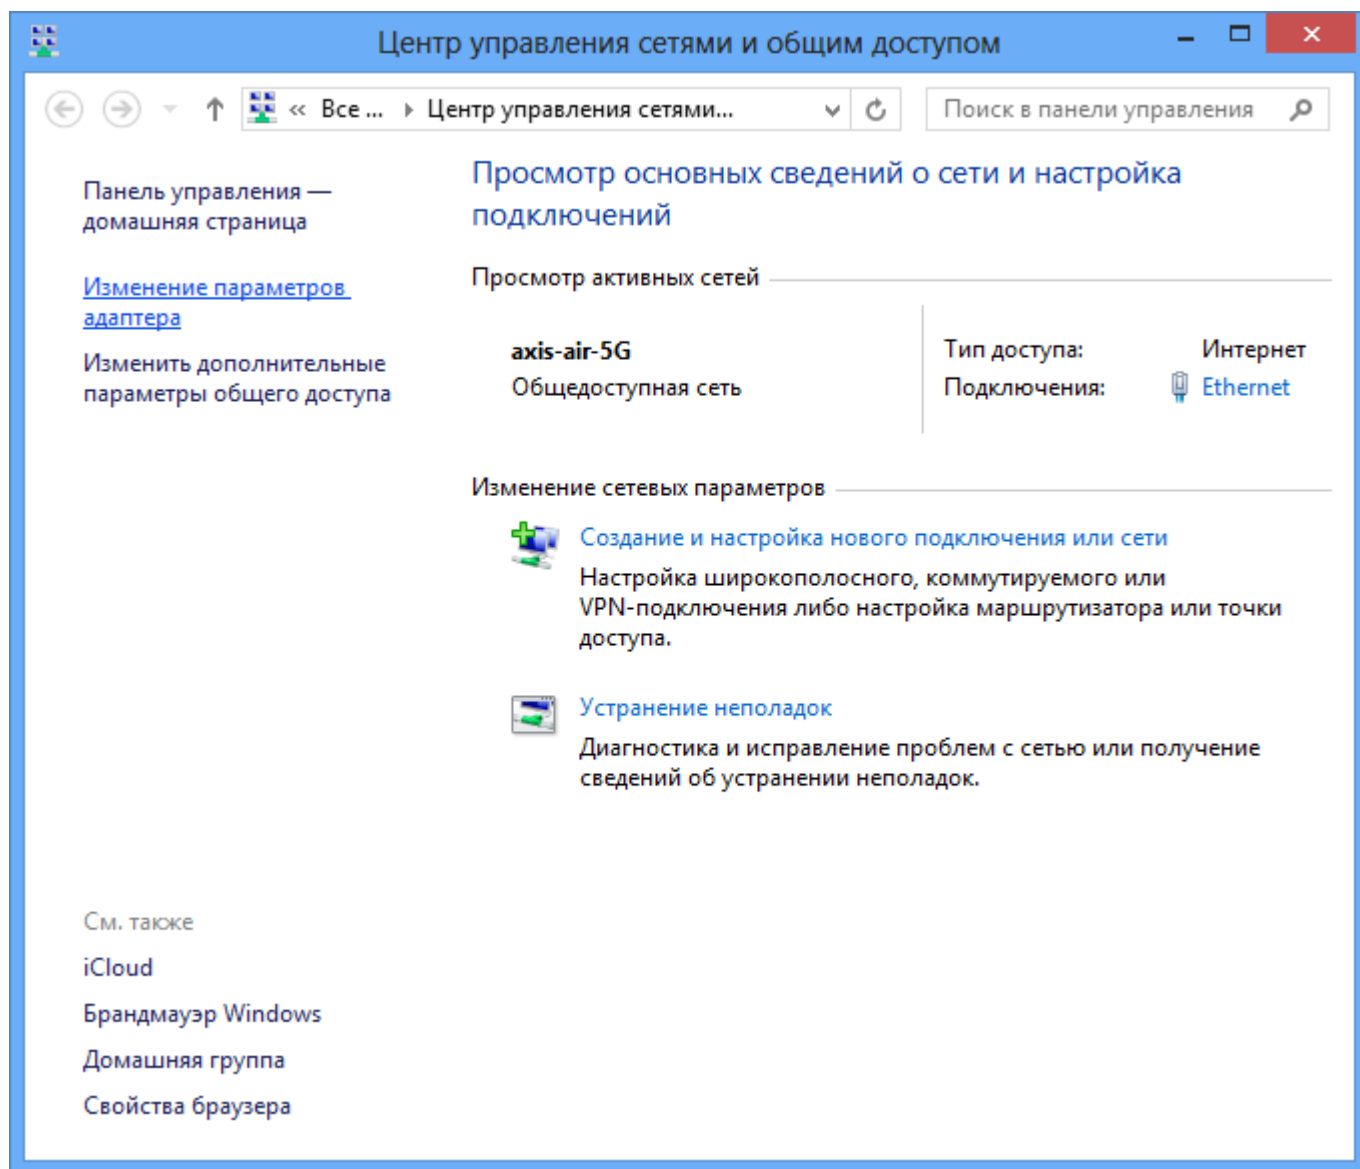 Центр управления сетями и общим доступом
« Все ... Центр управления сетями...
Поиск в панели управления
Панель управления —
домашняя страница
Изменение параметров
адаптера
Изменить дополнительные
параметры общего доступа
Просмотр основных сведений о сети и настройка
подключений
Просмотр активных сетей
axis-air-5G
Общедоступная сеть
Тип доступа: Интернет
Подключения: Ethernet
Изменение сетевых параметров
Создание и настройка нового подключения или сети
Настройка широкополосного, коммутируемого или
VPN-подключения либо настройка маршрутизатора или точки
доступа.
Устранение неполадок
Диагностика и исправление проблем с сетью или получение
сведений об устранении неполадок.
См. также
iCloud
Брандмауэр Windows
Домашняя группа
Свойства браузера